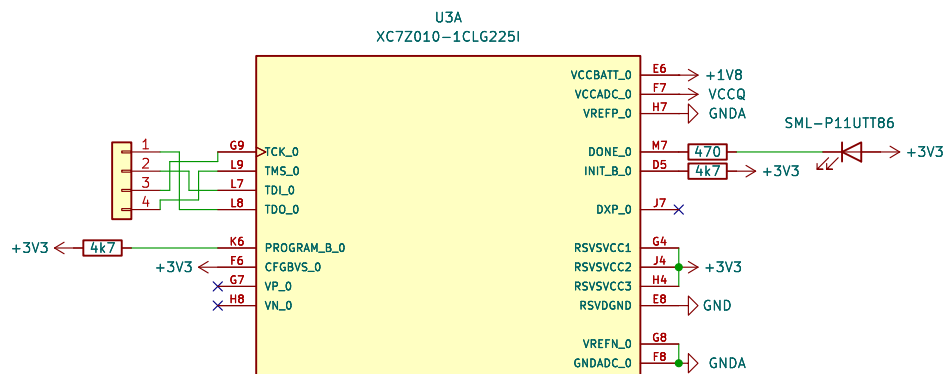 U3A
XC7Z010-1CLG225I
VCCBATT_0 E6 +1V8
VCCADC_0 F7 VCCQ
VREFP_0 H7 GNDA
SML-P11UTT86
1 G9 TCK_0 DONE_0 M7 470 +3V3
2 L9 TMS_0 INIT_B_0 D5 4k7 +3V3
3 L7 TDI_0
4 L8 TDO_0 DXP_0 J7
+3V3 4k7 K6 PROGRAM_B_0 RSVSVCC1 G4
+3V3 F6 CFGBVS_0 RSVSVCC2 J4 +3V3
G7 VP_0 RSVSVCC3 H4
H8 VN_0 RSVDGND E8 GND
VREFN_0 G8
GNDADC_0 F8 GNDA